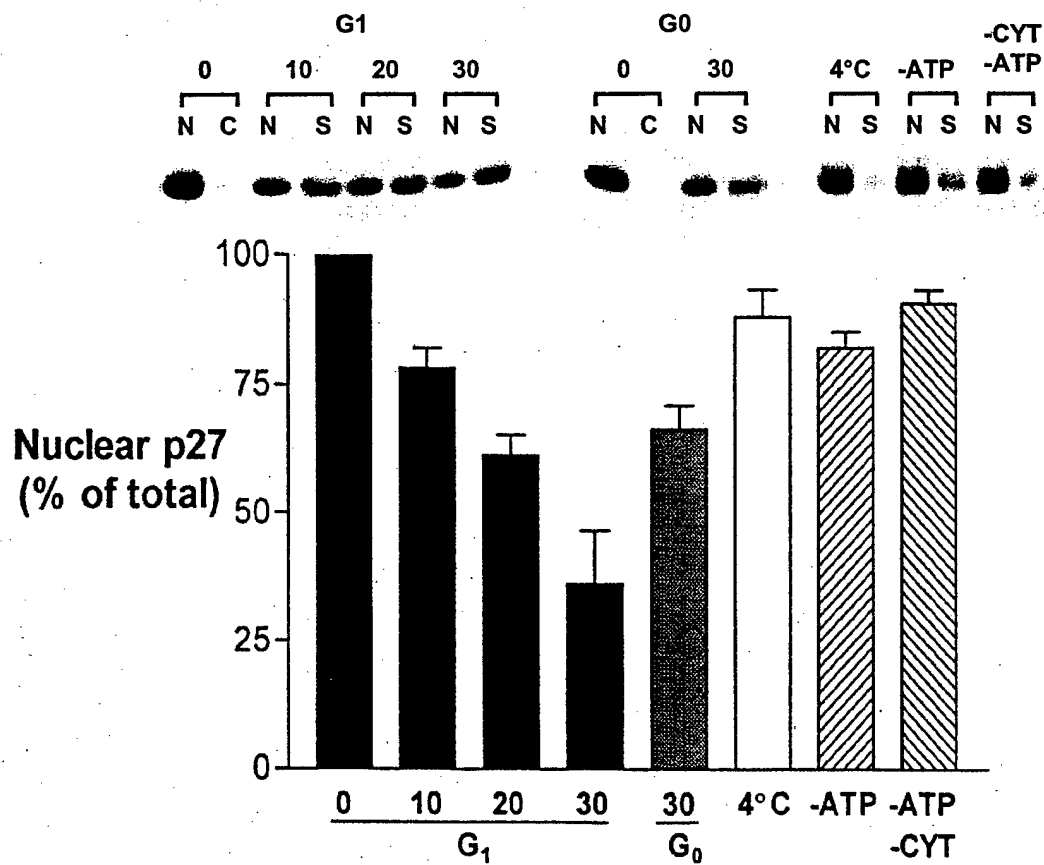 G1 G0 -CYT
0 10 20 30 0 30 4°C -ATP -ATP
N C N S N S N S N C N S N S N S N S
100
75
Nuclear p27
(% of total)
50
25
0
0 10 20 30 30 4°C -ATP -ATP
G1 G0 -CYT